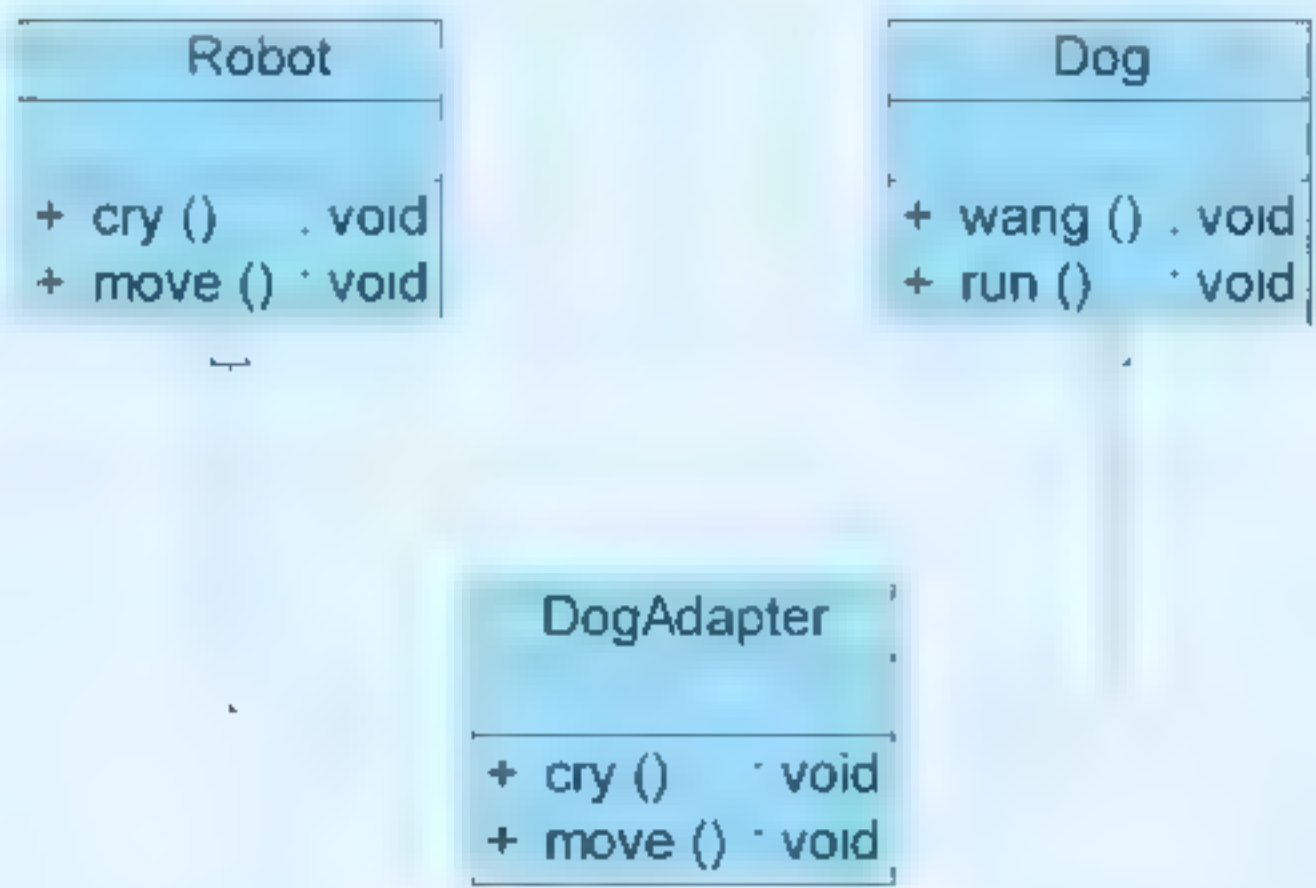 Robot
+ cry () : void
+ move () : void
Dog
+ wang () : void
+ run () : void
DogAdapter
+ cry () : void
+ move () : void